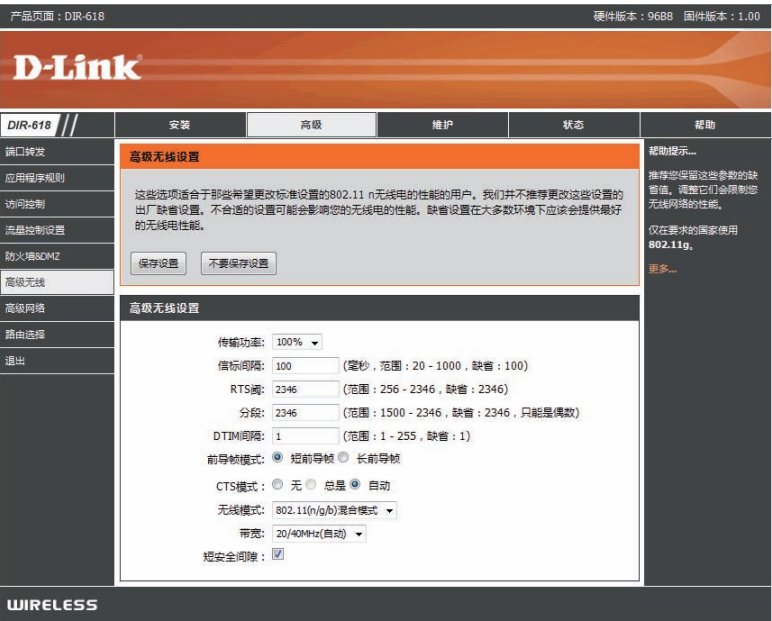 产品页面：DIR-618 硬件版本：96B8 固件版本：1.00
D-Link
DIR-618 安装 高级 维护 状态 帮助
端口转发
应用程序规则
访问控制
流量控制设置
防火墙&DMZ
高级无线
高级网络
路由选择
退出
高级无线设置
这些选项适合于那些希望更改标准设置的802.11 n无线电的性能的用户。我们并不推荐更改这些设置的
出厂缺省设置。不合适的设置可能会影响您的无线电的性能。缺省设置在大多数环境下应该会提供最好
的无线电性能。
保存设置 不要保存设置
高级无线设置
传输功率: 100%
信标间隔: 100 (毫秒，范围：20 - 1000，缺省：100)
RTS阈: 2346 (范围：256 - 2346，缺省：2346)
分段: 2346 (范围：1500 - 2346，缺省：2346，只能是偶数)
DTIM间隔: 1 (范围：1 - 255，缺省：1)
前导帧模式: 短前导帧 长前导帧
CTS模式： 无 总是 自动
无线模式: 802.11(n/g/b)混合模式
带宽: 20/40MHz(自动)
短安全间隙：
帮助提示...
推荐您保留这些参数的缺
省值。调整它们会限制您
无线网络的性能。
仅在要求的国家使用
802.11g。
更多...
WIRELESS